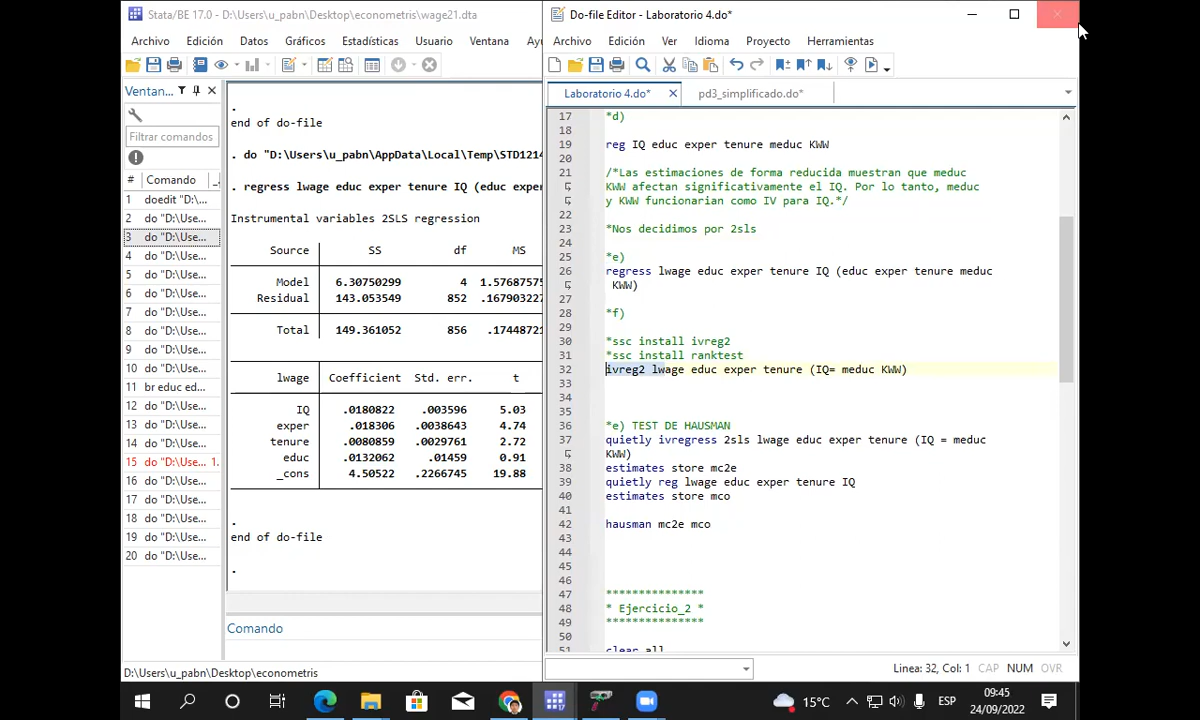 Stata/BE 17.0 - D:\Users\u_pabn\Desktop\econometris\wage21.dta
Archivo Edición Datos Gráficos Estadísticas Usuario Ventana Ayu
Ventan...
Filtrar comandos
# Comando
1 doedit "D:\...
2 do "D:\Use...
3 do "D:\Use...
4 do "D:\Use...
5 do "D:\Use...
6 do "D:\Use...
7 do "D:\Use...
8 do "D:\Use...
9 do "D:\Use...
10 do "D:\Use...
11 br educ ed...
12 do "D:\Use...
13 do "D:\Use...
14 do "D:\Use...
15 do "D:\Use... 1.
16 do "D:\Use...
17 do "D:\Use...
18 do "D:\Use...
19 do "D:\Use...
20 do "D:\Use...
.
end of do-file
. do "D:\Users\u_pabn\AppData\Local\Temp\STD1214
. regress lwage educ exper tenure IQ (educ exper
Instrumental variables 2SLS regression
Source SS df MS
Model 6.30750299 4 1.57687575
Residual 143.053549 852 .167903227
Total 149.361052 856 .17448721
lwage Coefficient Std. err. t
IQ .0180822 .003596 5.03
exper .018306 .0038643 4.74
tenure .0080859 .0029761 2.72
educ .0132062 .01459 0.91
_cons 4.50522 .2266745 19.88
.
end of do-file
.
Comando
D:\Users\u_pabn\Desktop\econometris
Do-file Editor - Laboratorio 4.do*
Archivo Edición Ver Idioma Proyecto Herramientas
Laboratorio 4.do* pd3_simplificado.do*
17 *d)
18
19 reg IQ educ exper tenure meduc KWW
20
21 /*Las estimaciones de forma reducida muestran que meduc
KWW afectan significativamente el IQ. Por lo tanto, meduc
y KWW funcionarian como IV para IQ.*/
22
23 *Nos decidimos por 2sls
24
25 *e)
26 regress lwage educ exper tenure IQ (educ exper tenure meduc
KWW)
27
28 *f)
29
30 *ssc install ivreg2
31 *ssc install ranktest
32 ivreg2 lwage educ exper tenure (IQ= meduc KWW)
33
34
35
36 *e) TEST DE HAUSMAN
37 quietly ivregress 2sls lwage educ exper tenure (IQ = meduc
KWW)
38 estimates store mc2e
39 quietly reg lwage educ exper tenure IQ
40 estimates store mco
41
42 hausman mc2e mco
43
44
45
46
47 ***************
48 * Ejercicio_2 *
49 ***************
50
51 clear all
Linea: 32, Col: 1 CAP NUM OVR
15°C ESP 09:45
24/09/2022